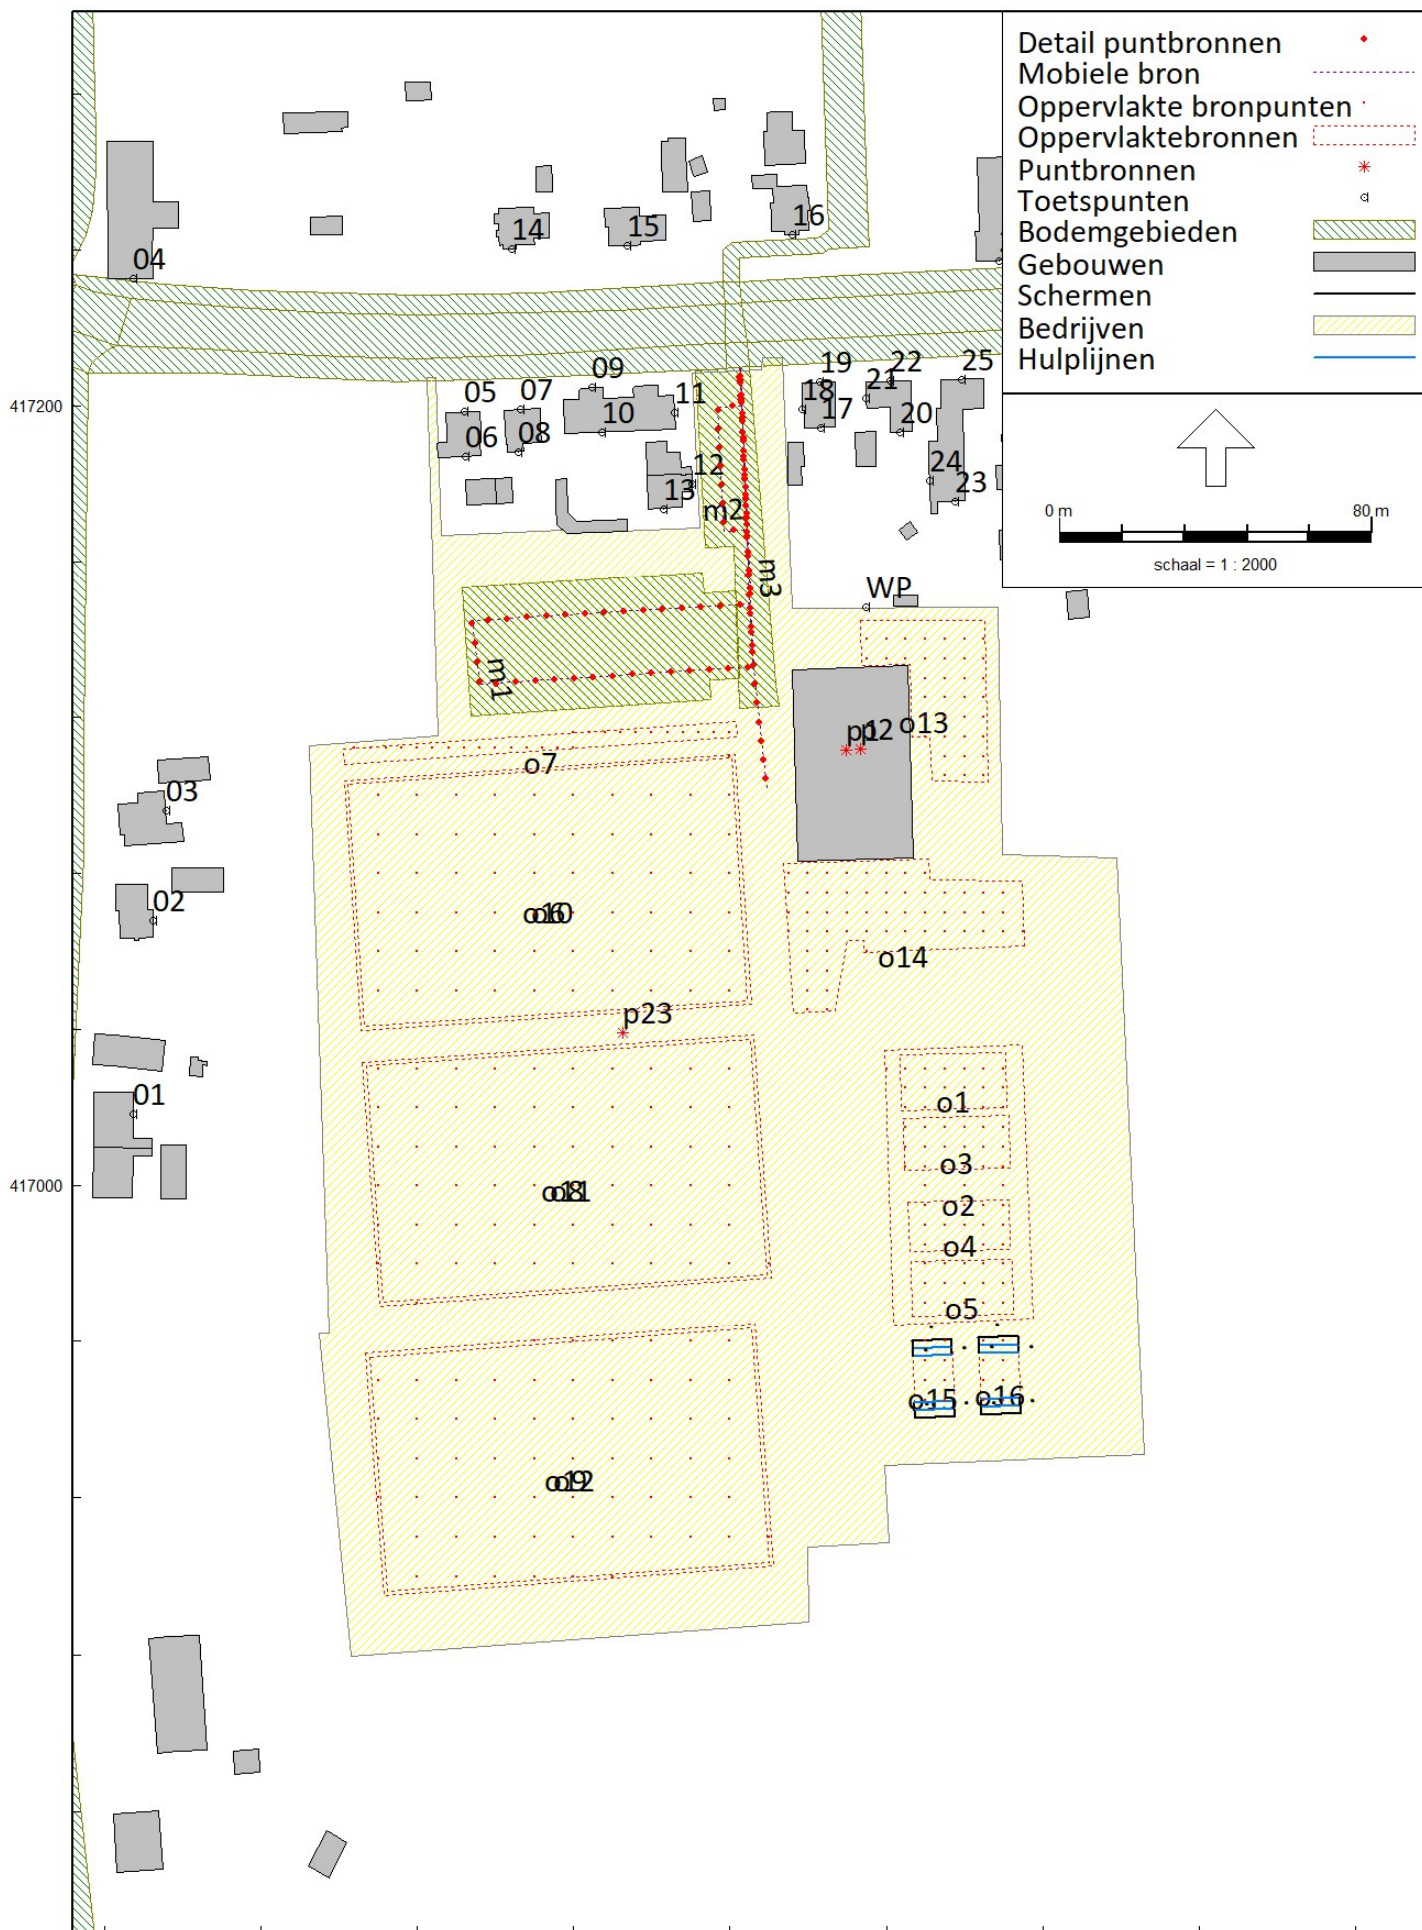 Detail puntbronnen
Mobiele bron
Oppervlakte bronpunten
Oppervlaktebronnen
Puntbronnen
Toetspunten
Bodemgebieden
Gebouwen
Schermen
Bedrijven
Hulplijnen
0 m 80 m
schaal = 1 : 2000
14 15 16
04
417200
05 07 09 11
06 08 10
19 22 25
18 21
17 20
12 24
13 23
m2
m3
WP
m1
o13
o7
03
02
o14
p23
01
o1
o3
417000
o2
o4
o5
o15 o16